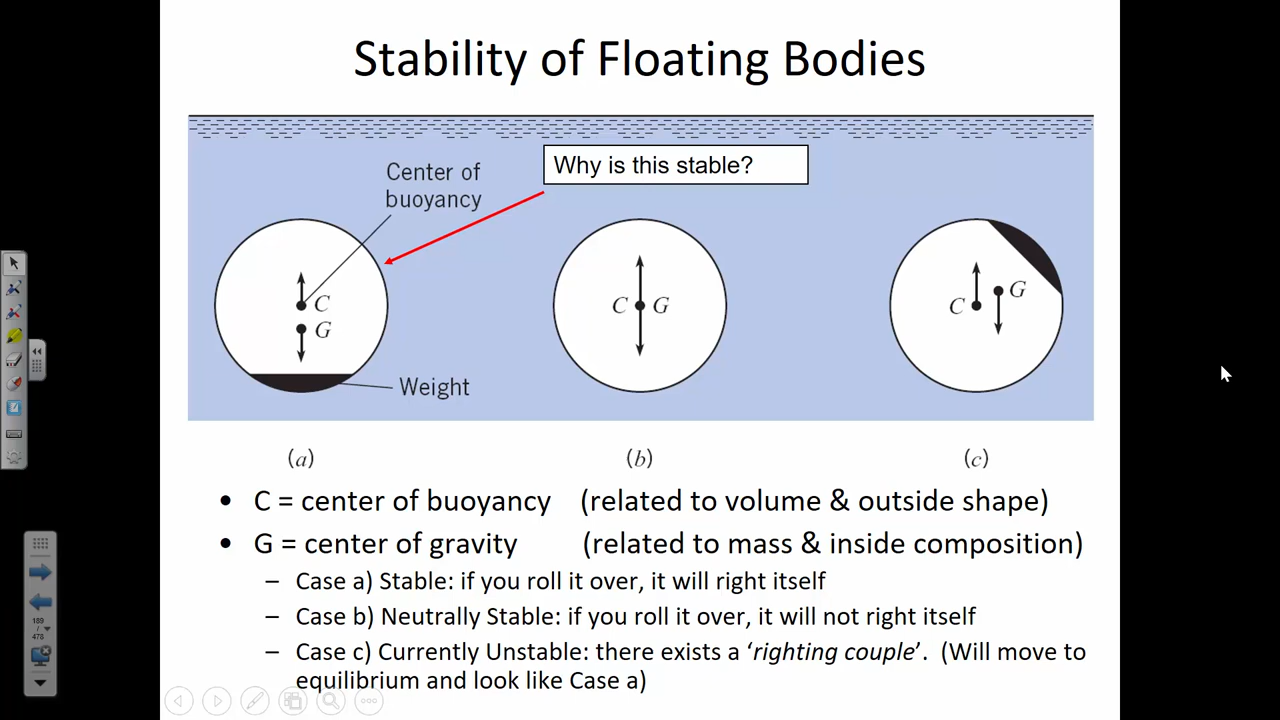 Stability of Floating Bodies
Why is this stable?
Center of
buoyancy
C
G
Weight
C G
C G
(a)
(b)
(c)
• C = center of buoyancy (related to volume & outside shape)
• G = center of gravity (related to mass & inside composition)
– Case a) Stable: if you roll it over, it will right itself
– Case b) Neutrally Stable: if you roll it over, it will not right itself
– Case c) Currently Unstable: there exists a ‘righting couple’. (Will move to
equilibrium and look like Case a)
189
/
478